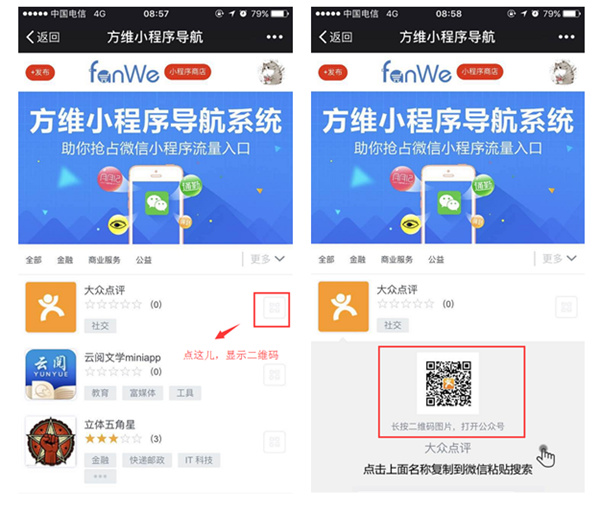 中国电信 4G 08:57 79%
返回 方维小程序导航
+发布 fanWe 小程序商店
方维小程序导航系统
助你抢占微信小程序流量入口
通勤
全部 金融 商业服务 公益 更多
大众点评
(0)
社交
点这儿，显示二维码
云阅
YUNYUE
云阅文学miniapp
(0)
教育 富媒体 工具
立体五角星
(3)
金融 快递邮政 IT 科技
中国电信 4G 08:58 79%
返回 方维小程序导航
+发布 fanWe 小程序商店
方维小程序导航系统
助你抢占微信小程序流量入口
通勤
全部 金融 商业服务 公益 更多
大众点评
(0)
社交
长按二维码图片，打开公众号
大众点评
点击上面名称复制到微信粘贴搜索